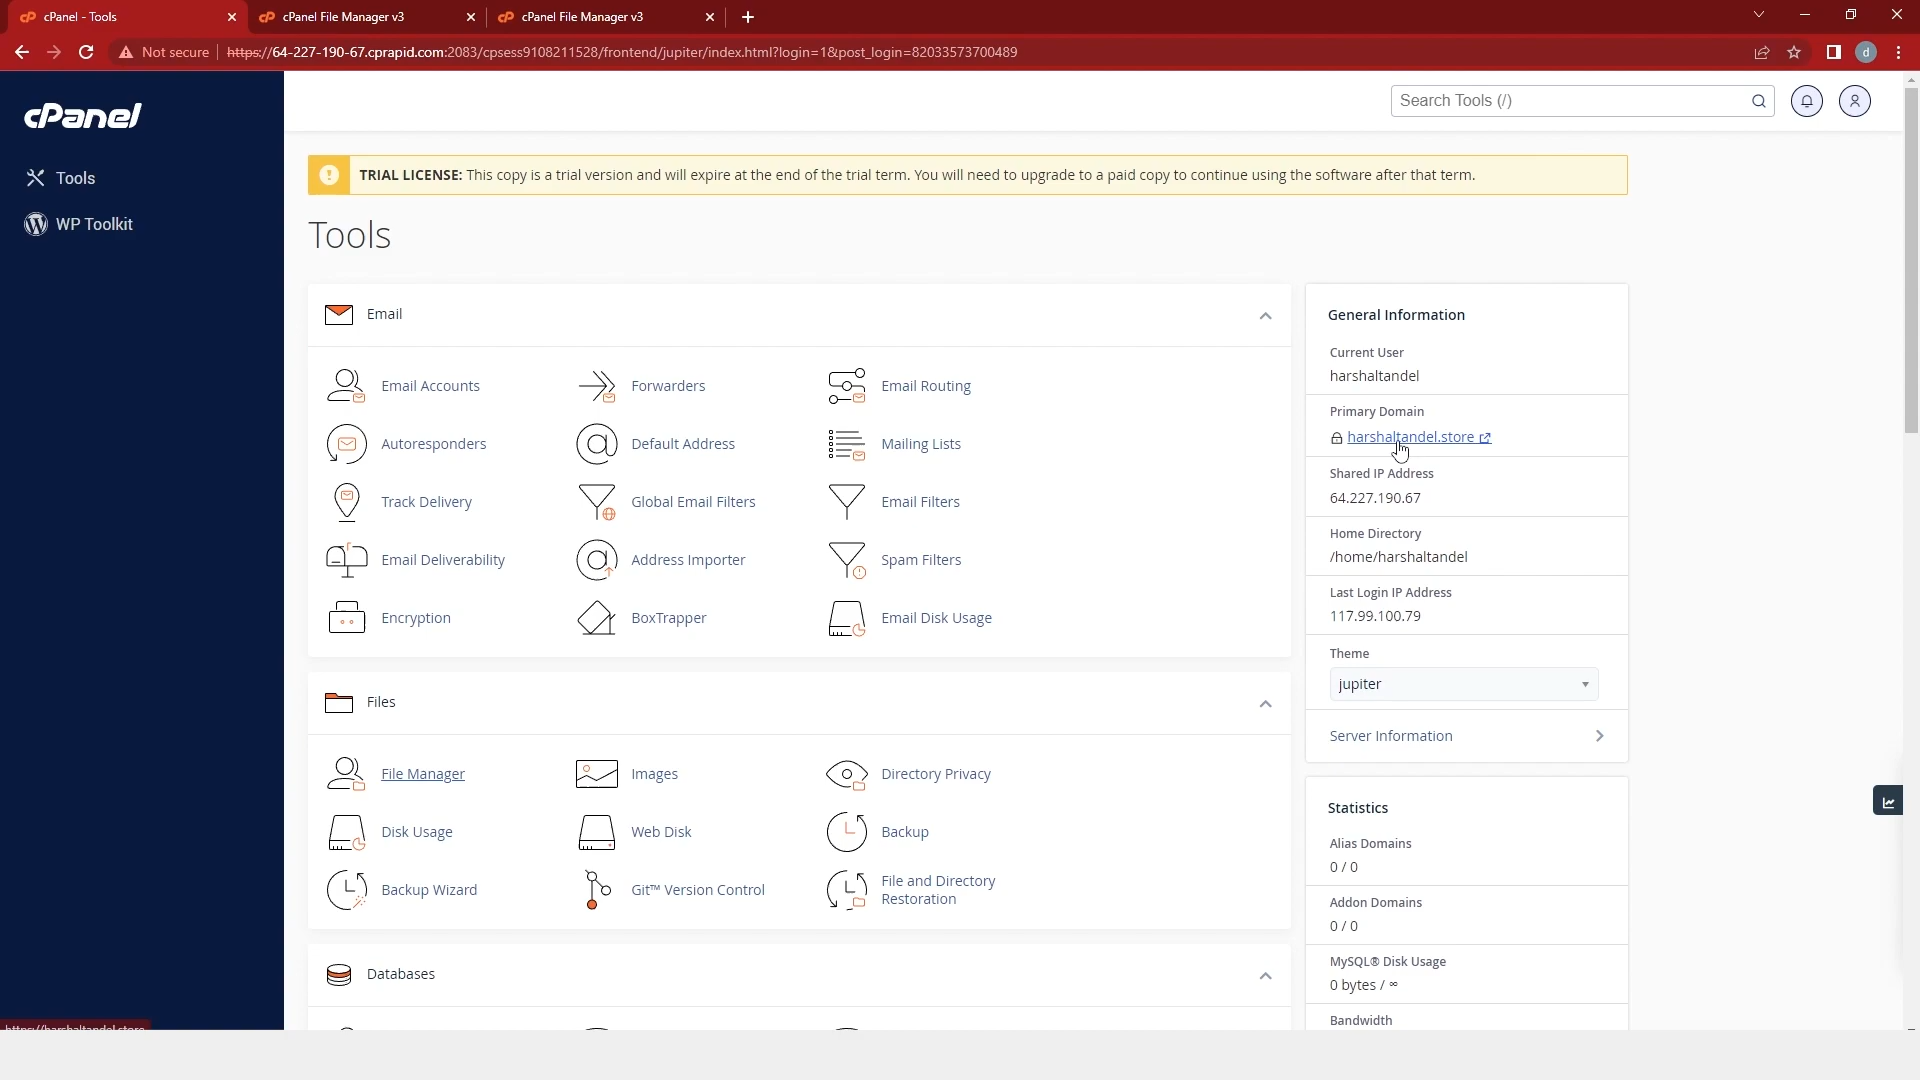 cPanel - Tools
cPanel File Manager v3
cPanel File Manager v3
Not secure
https://64-227-190-67.cprapid.com:2083/cpsess9108211528/frontend/jupiter/index.html?login=1&post_login=82033573700489
d
cPanel
Search Tools (/)
Tools
WP Toolkit
TRIAL LICENSE: This copy is a trial version and will expire at the end of the trial term. You will need to upgrade to a paid copy to continue using the software after that term.
Tools
Email
Email Accounts
Forwarders
Email Routing
Autoresponders
Default Address
Mailing Lists
Track Delivery
Global Email Filters
Email Filters
Email Deliverability
Address Importer
Spam Filters
Encryption
BoxTrapper
Email Disk Usage
Files
File Manager
Images
Directory Privacy
Disk Usage
Web Disk
Backup
Backup Wizard
Git™ Version Control
File and Directory
Restoration
Databases
General Information
Current User
harshaltandel
Primary Domain
harshaltandel.store
Shared IP Address
64.227.190.67
Home Directory
/home/harshaltandel
Last Login IP Address
117.99.100.79
Theme
jupiter
Server Information
Statistics
Alias Domains
0 / 0
Addon Domains
0 / 0
MySQL® Disk Usage
0 bytes / ∞
Bandwidth
https://harshaltandel.store